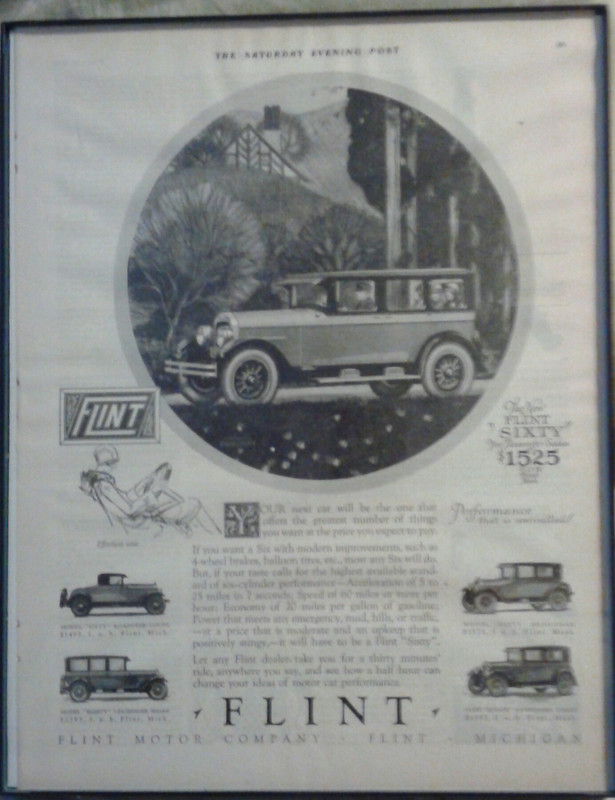 THE SATURDAY EVENING POST
FLINT
The New
FLINT
SIXTY
$1525
Performance
that is unrivalled!
YOUR next car will be the one that
offers the greatest number of things
you want at the price you expect to pay.
If you want a Six with modern improvements, such as
4-wheel brakes, balloon tires, etc., most any Six will do.
But, if your taste calls for the highest available stand-
ard of six-cylinder performance—Acceleration of 5 to
25 miles in 7 seconds; Speed of 60 miles or more per
hour; Economy of 20 miles per gallon of gasoline;
Power that meets any emergency, mud, hills, or traffic,
—at a price that is moderate and an upkeep that is
positively stingy,—it will have to be a Flint "Sixty".
Let any Flint dealer take you for a thirty minutes'
ride, anywhere you say, and see how a half hour can
change your ideas of motor car performance.
FLINT
FLINT MOTOR COMPANY · FLINT · MICHIGAN